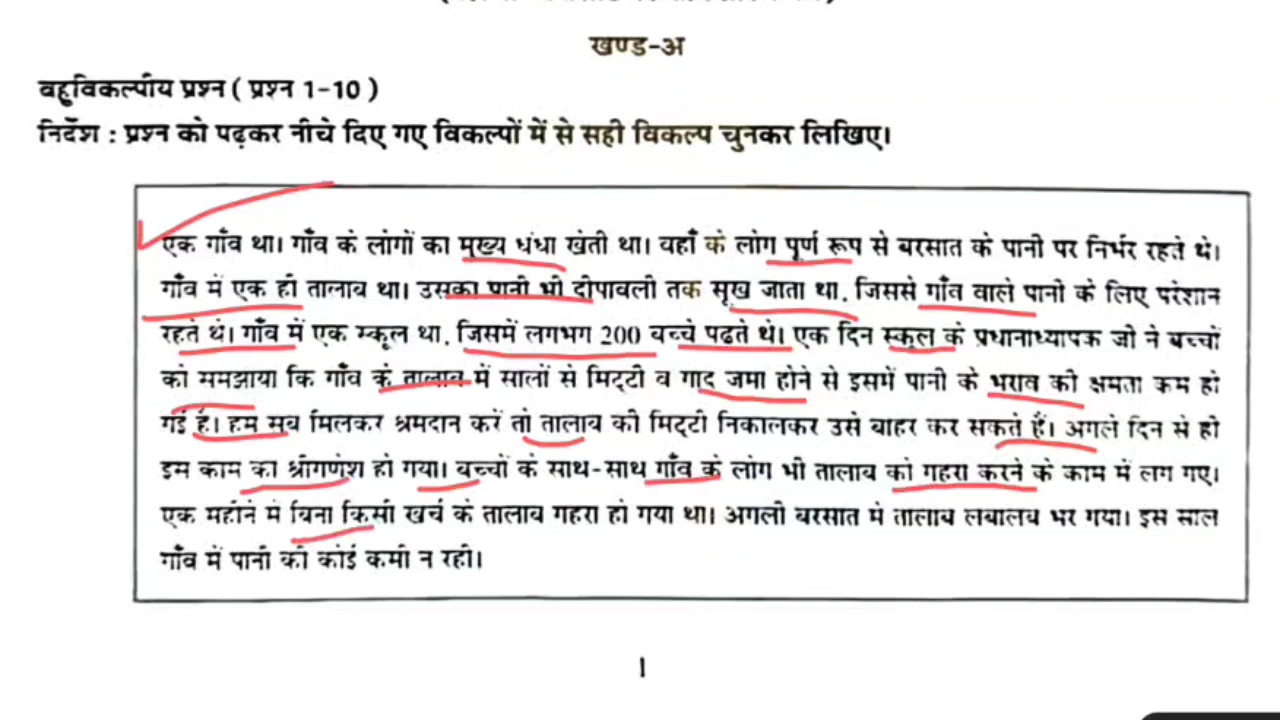 खण्ड-अ
बहुविकल्पीय प्रश्न ( प्रश्न 1-10 )
निर्देश : प्रश्न को पढ़कर नीचे दिए गए विकल्पों में से सही विकल्प चुनकर लिखिए।
एक गाँव था। गाँव के लोगों का मुख्य धंधा खेती था। वहाँ के लोग पूर्ण रूप से बरसात के पानी पर निर्भर रहते थे।
गाँव में एक ही तालाब था। उसका पानी भी दीपावली तक सूख जाता था, जिससे गाँव वाले पानी के लिए परेशान
रहते थे। गाँव में एक स्कूल था, जिसमें लगभग 200 बच्चे पढते थे। एक दिन स्कूल के प्रधानाध्यापक जी ने बच्चों
को समझाया कि गाँव के तालाब में सालों से मिट्टी व गाद जमा होने से इसमें पानी के भराव की क्षमता कम हो
गई है। हम सब मिलकर श्रमदान करें तो तालाब की मिट्टी निकालकर उसे बाहर कर सकते हैं। अगले दिन से ही
इस काम का श्रीगणेश हो गया। बच्चों के साथ-साथ गाँव के लोग भी तालाब को गहरा करने के काम में लग गए।
एक महीने में बिना किसी खर्च के तालाब गहरा हो गया था। अगली बरसात में तालाब लबालब भर गया। इस साल
गाँव में पानी की कोई कमी न रही।
1